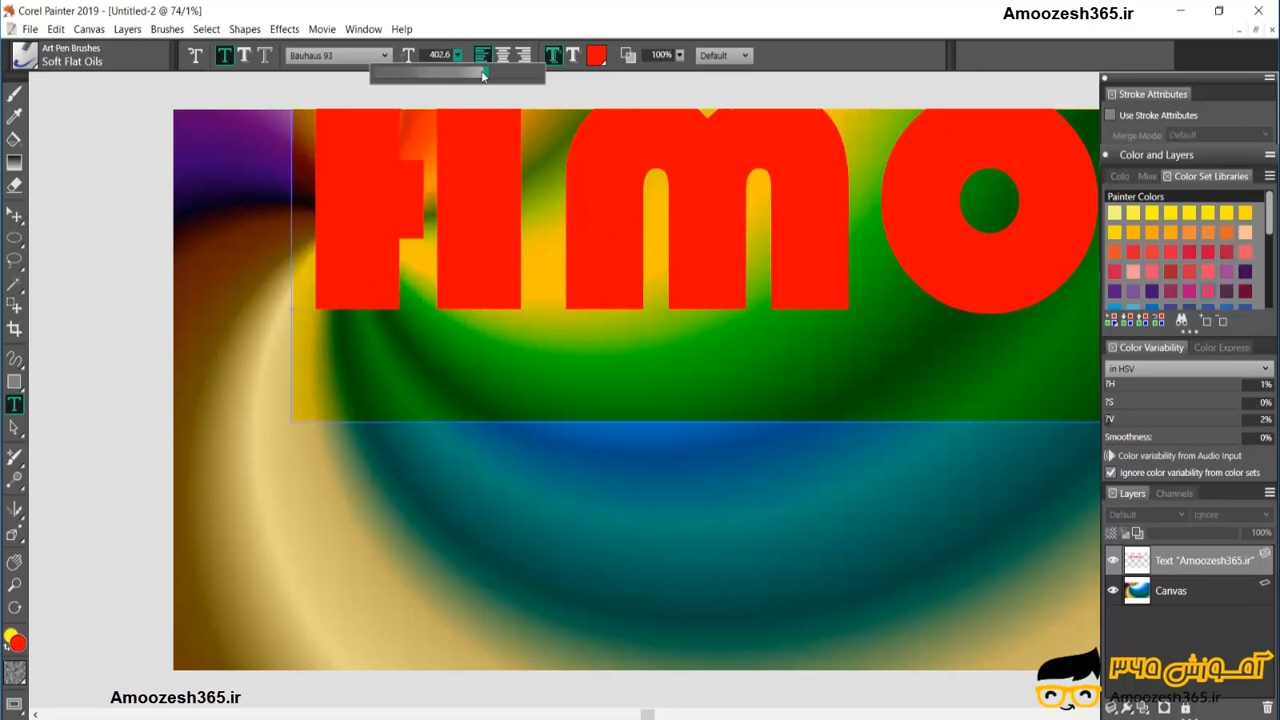 Corel Painter 2019 - [Untitled-2 @ 74/1%]
Amoozesh365.ir
File Edit Canvas Layers Brushes Select Shapes Effects Movie Window Help
Art Pen Brushes
Soft Flat Oils
Bauhaus 93
402.6
100%
Default
Amo
Stroke Attributes
Use Stroke Attributes
Merge Mode: Default
Color and Layers
Colo Mixe Color Set Libraries
Painter Colors
Color Variability Color Expres
in HSV
?H 1%
?S 0%
?V 2%
Smoothness: 0%
Color variability from Audio Input
Ignore color variability from color sets
Layers Channels
Default Ignore
100%
Text "Amoozesh365.ir"
Canvas
آموزش ۳۶۵
Amoozesh365.ir
Amoozesh365.ir